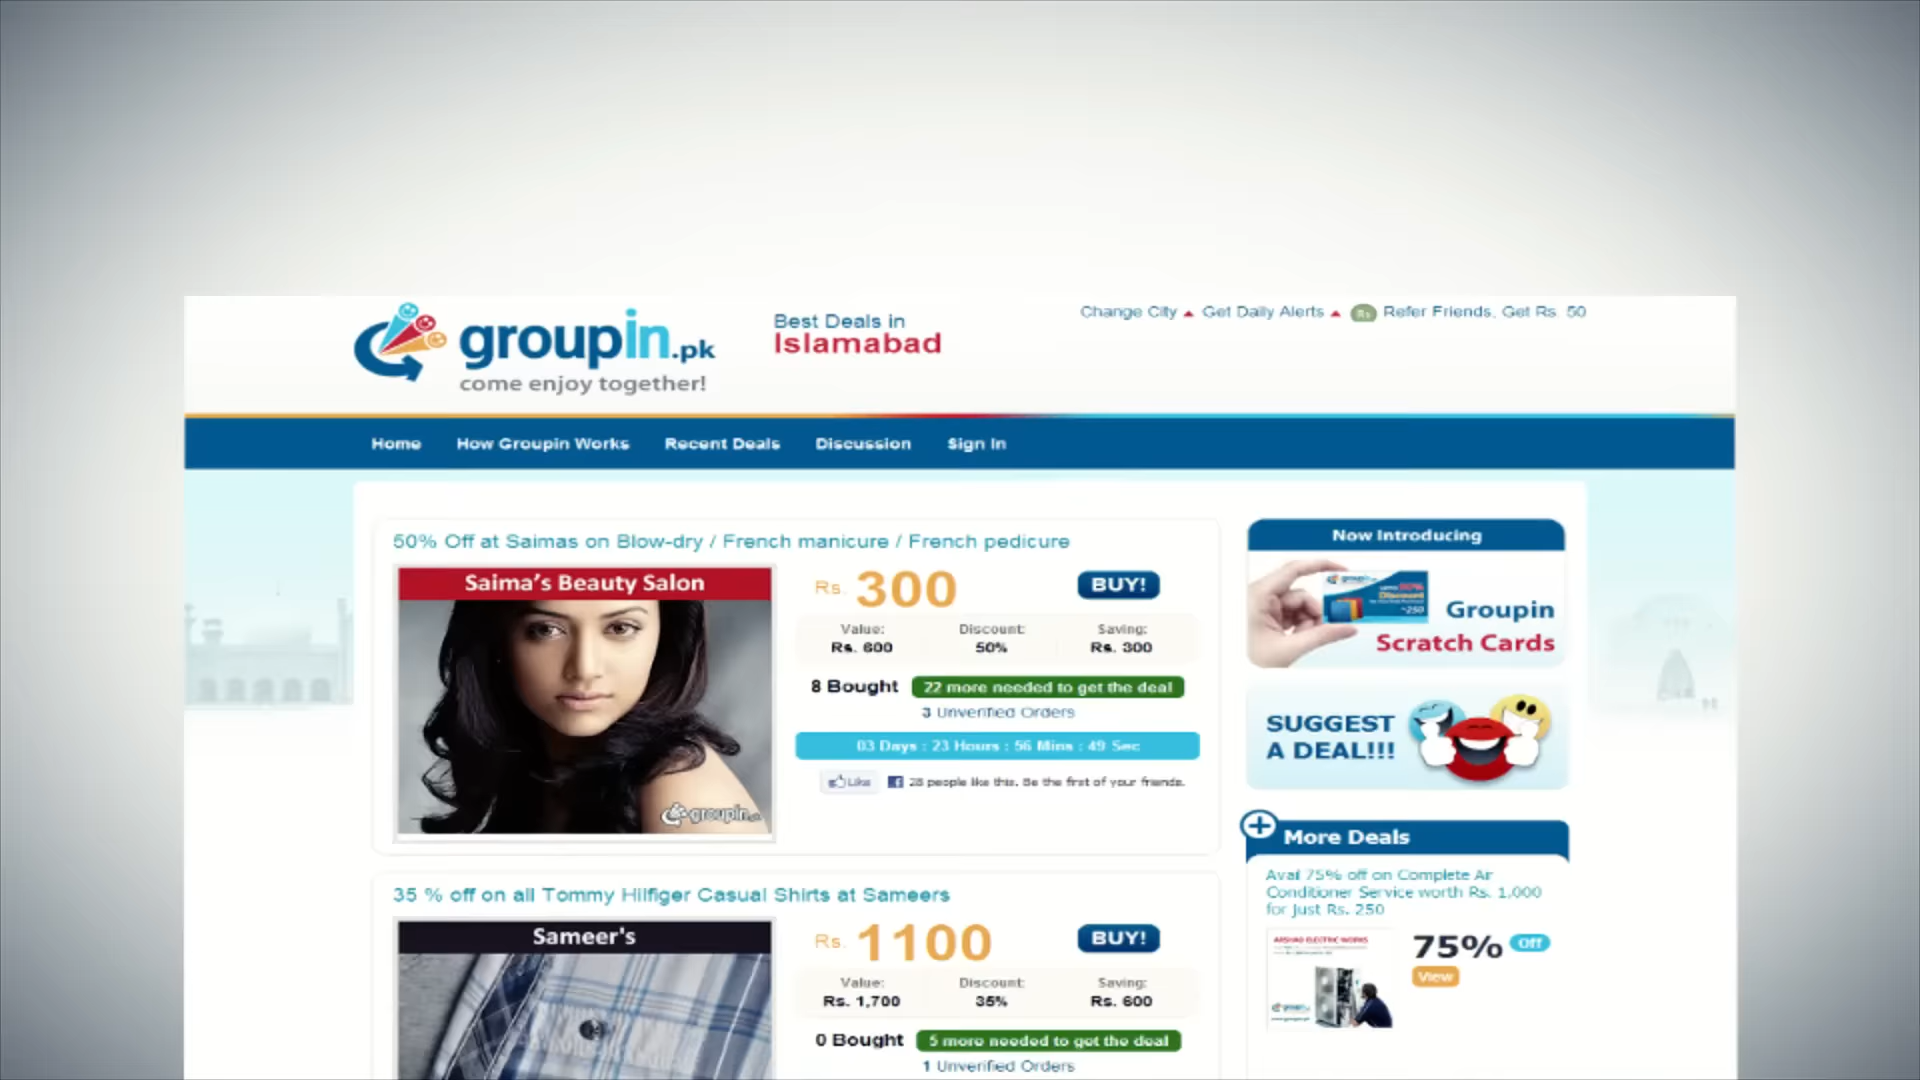 groupin.pk
come enjoy together!
Best Deals in
Islamabad
Change City
Get Daily Alerts
Rs
Refer Friends, Get Rs. 50
Home
How Groupin Works
Recent Deals
Discussion
Sign In
50% Off at Saimas on Blow-dry / French manicure / French pedicure
Saima's Beauty Salon
groupin.pk
Rs. 300
BUY!
Value:
Discount:
Saving:
Rs. 600
50%
Rs. 300
8 Bought
22 more needed to get the deal
3 Unverified Orders
03 Days : 23 Hours : 56 Mins : 49 Sec
Like
28 people like this. Be the first of your friends.
35 % off on all Tommy Hilfiger Casual Shirts at Sameers
Sameer's
Rs. 1100
BUY!
Value:
Discount:
Saving:
Rs. 1,700
35%
Rs. 600
0 Bought
5 more needed to get the deal
1 Unverified Orders
Now Introducing
Discount
Groupin
Scratch Cards
SUGGEST
A DEAL!!!
More Deals
Avail 75% off on Complete Air
Conditioner Service worth Rs. 1,000
for Just Rs. 250
ARSHAD ELECTRIC WORKS
75% Off
View